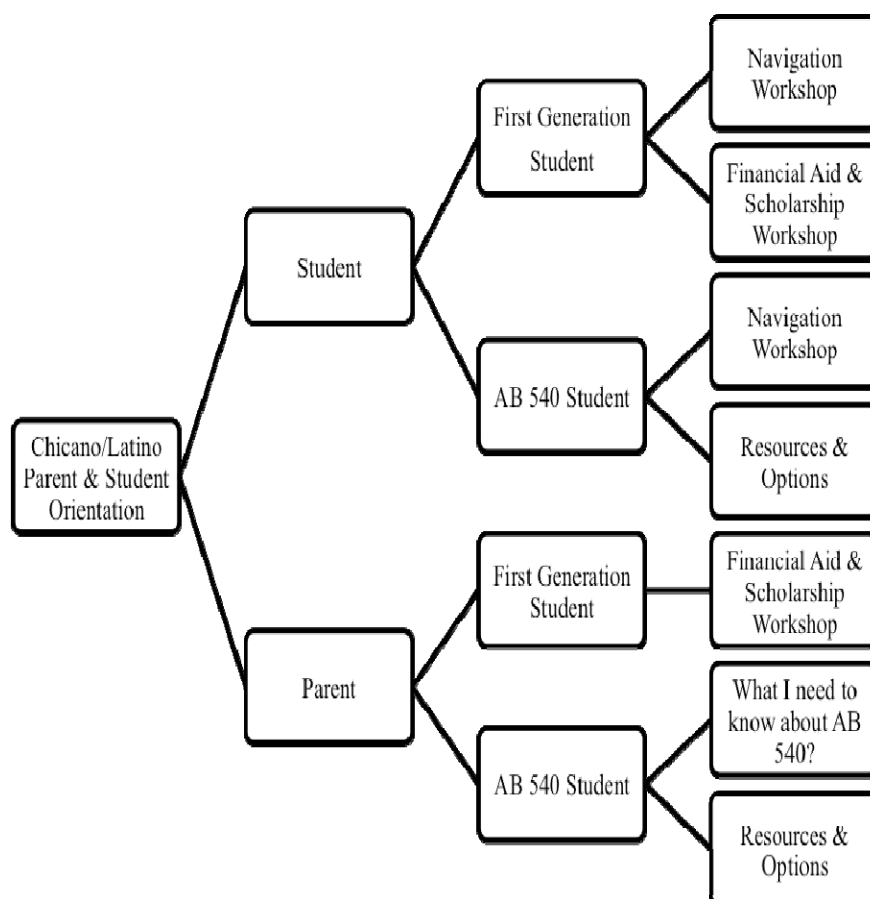 Navigation
Workshop
First Generation
Student
Financial Aid &
Scholarship
Workshop
Student
Navigation
Workshop
AB 540 Student
Resources &
Options
Chicano/Latino
Parent & Student
Orientation
First Generation
Student
Financial Aid &
Scholarship
Workshop
Parent
What I need to
know about AB
540?
AB 540 Student
Resources &
Options